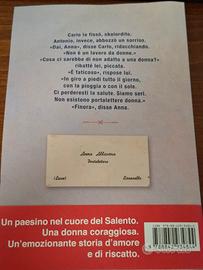 Carlo la fissò, sbalordito.
Antonio, invece, abbozzò un sorriso.
«Dai, Anna», disse Carlo, ridacchiando.
«Non è un lavoro da donne.»
«Cosa ci sarebbe di non adatto a una donna?»
ribatté lei, piccata.
«È faticoso», rispose lui.
«In giro a piedi tutto il giorno,
con la pioggia o con il sole.
Ci perderesti la salute. Siamo seri.
Non esistono portalettere donna.»
«Finora», disse Anna.
Anna Allavena
Portalettere
(Lecce)
Lizzanello
Un paesino nel cuore del Salento.
Una donna coraggiosa.
Un'emozionante storia d'amore
e di riscatto.